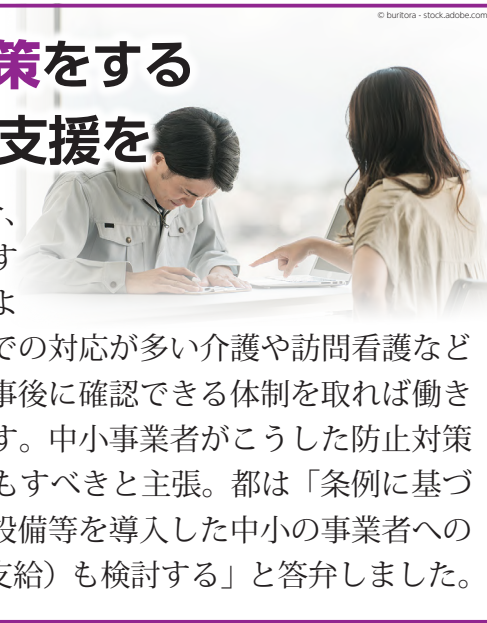 © buritora - stock.adobe.com
策をする
支援を
、
す
よ
での対応が多い介護や訪問看護など
事後に確認できる体制を取れば働き
す。中小事業者がこうした防止対策
もすべきと主張。都は「条例に基づ
設備等を導入した中小の事業者への
支給）も検討する」と答弁しました。